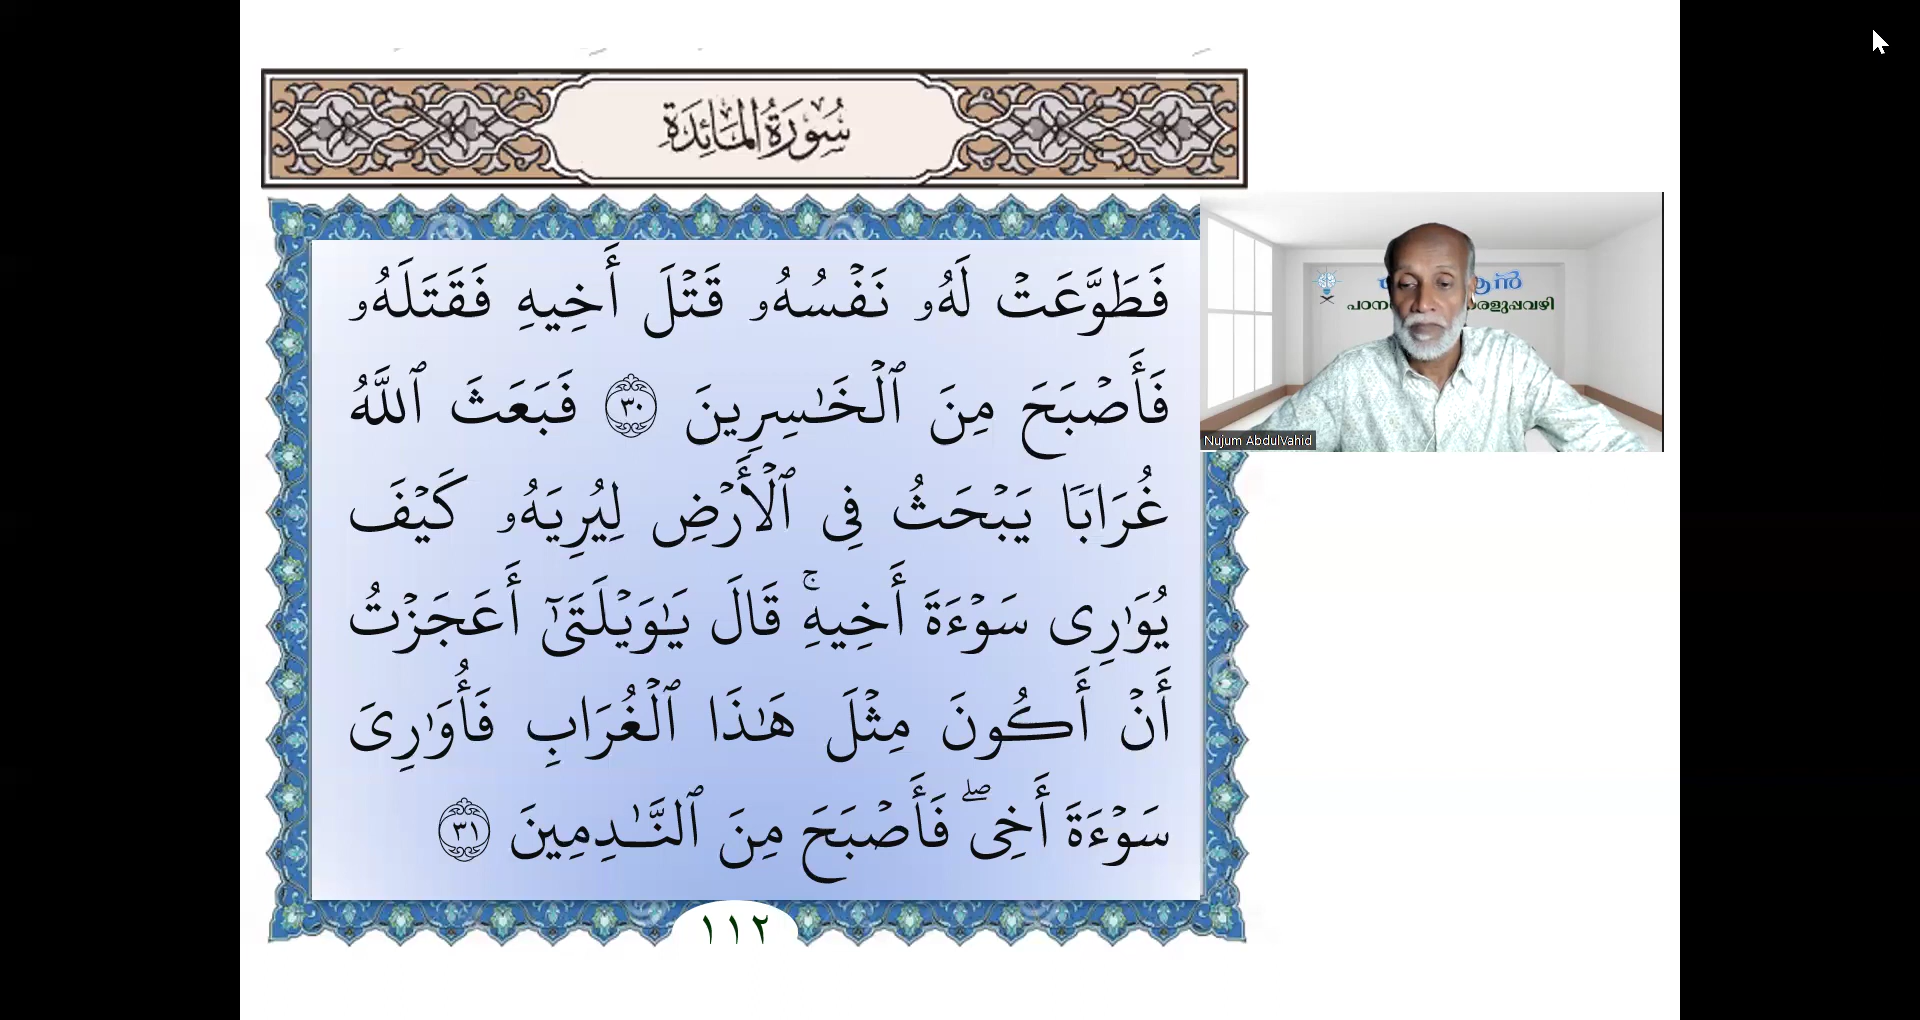 سُورَةُ المَائِدَةِ
فَطَوَّعَتْ لَهُۥ نَفْسُهُۥ قَتْلَ أَخِيهِ فَقَتَلَهُۥ
فَأَصْبَحَ مِنَ ٱلْخَـٰسِرِينَ ٣٠ فَبَعَثَ ٱللَّهُ
غُرَابًا يَبْحَثُ فِى ٱلْأَرْضِ لِيُرِيَهُۥ كَيْفَ
يُوَٰرِى سَوْءَةَ أَخِيهِ ۚ قَالَ يَـٰوَيْلَتَىٰٓ أَعَجَزْتُ
أَنْ أَكُونَ مِثْلَ هَـٰذَا ٱلْغُرَابِ فَأُوَٰرِىَ
سَوْءَةَ أَخِى ۖ فَأَصْبَحَ مِنَ ٱلنَّـٰدِمِينَ ٣١
١١٢
Nujum AbdulVahid